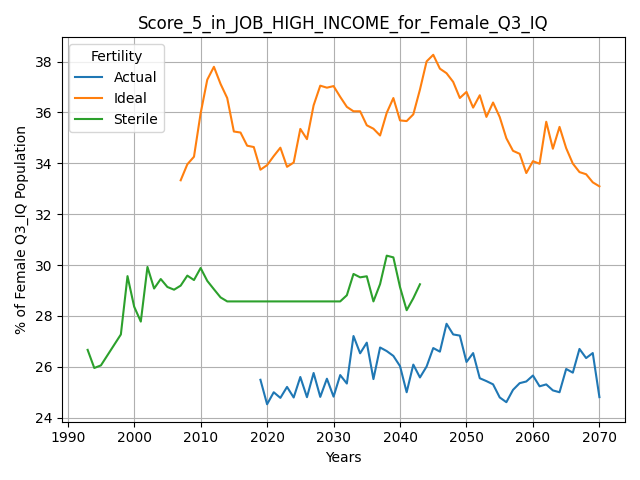 Score_5_in_JOB_HIGH_INCOME_for_Female_Q3_IQ
% of Female Q3_IQ Population
38
36
34
32
30
28
26
24
Fertility
Actual
Ideal
Sterile
1990 2000 2010 2020 2030 2040 2050 2060 2070
Years